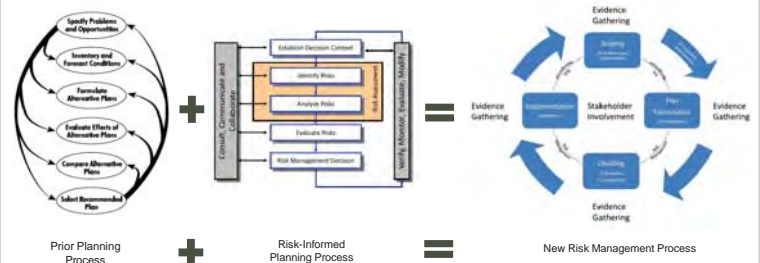 Specify Problems
and Opportunities
Inventory and
Forecast Conditions
Formulate
Alternative Plans
Evaluate Effects of
Alternative Plans
Compare Alternative
Plans
Select Recommended
Plan
Consult, Communicate and
Collaborate
Establish Decision Context
Identify Risks
Analyze Risks
Risk Assessment
Evaluate Risks
Risk Management Decision
Verify Monitor, Evaluate, Modify
Evidence
Gathering
Scoping
Evidence
Gathering
Implementation
Stakeholder
Involvement
Plan
Formulation
Evidence
Gathering
Deciding
Evidence
Gathering
Prior Planning
Process
Risk-Informed
Planning Process
New Risk Management Process